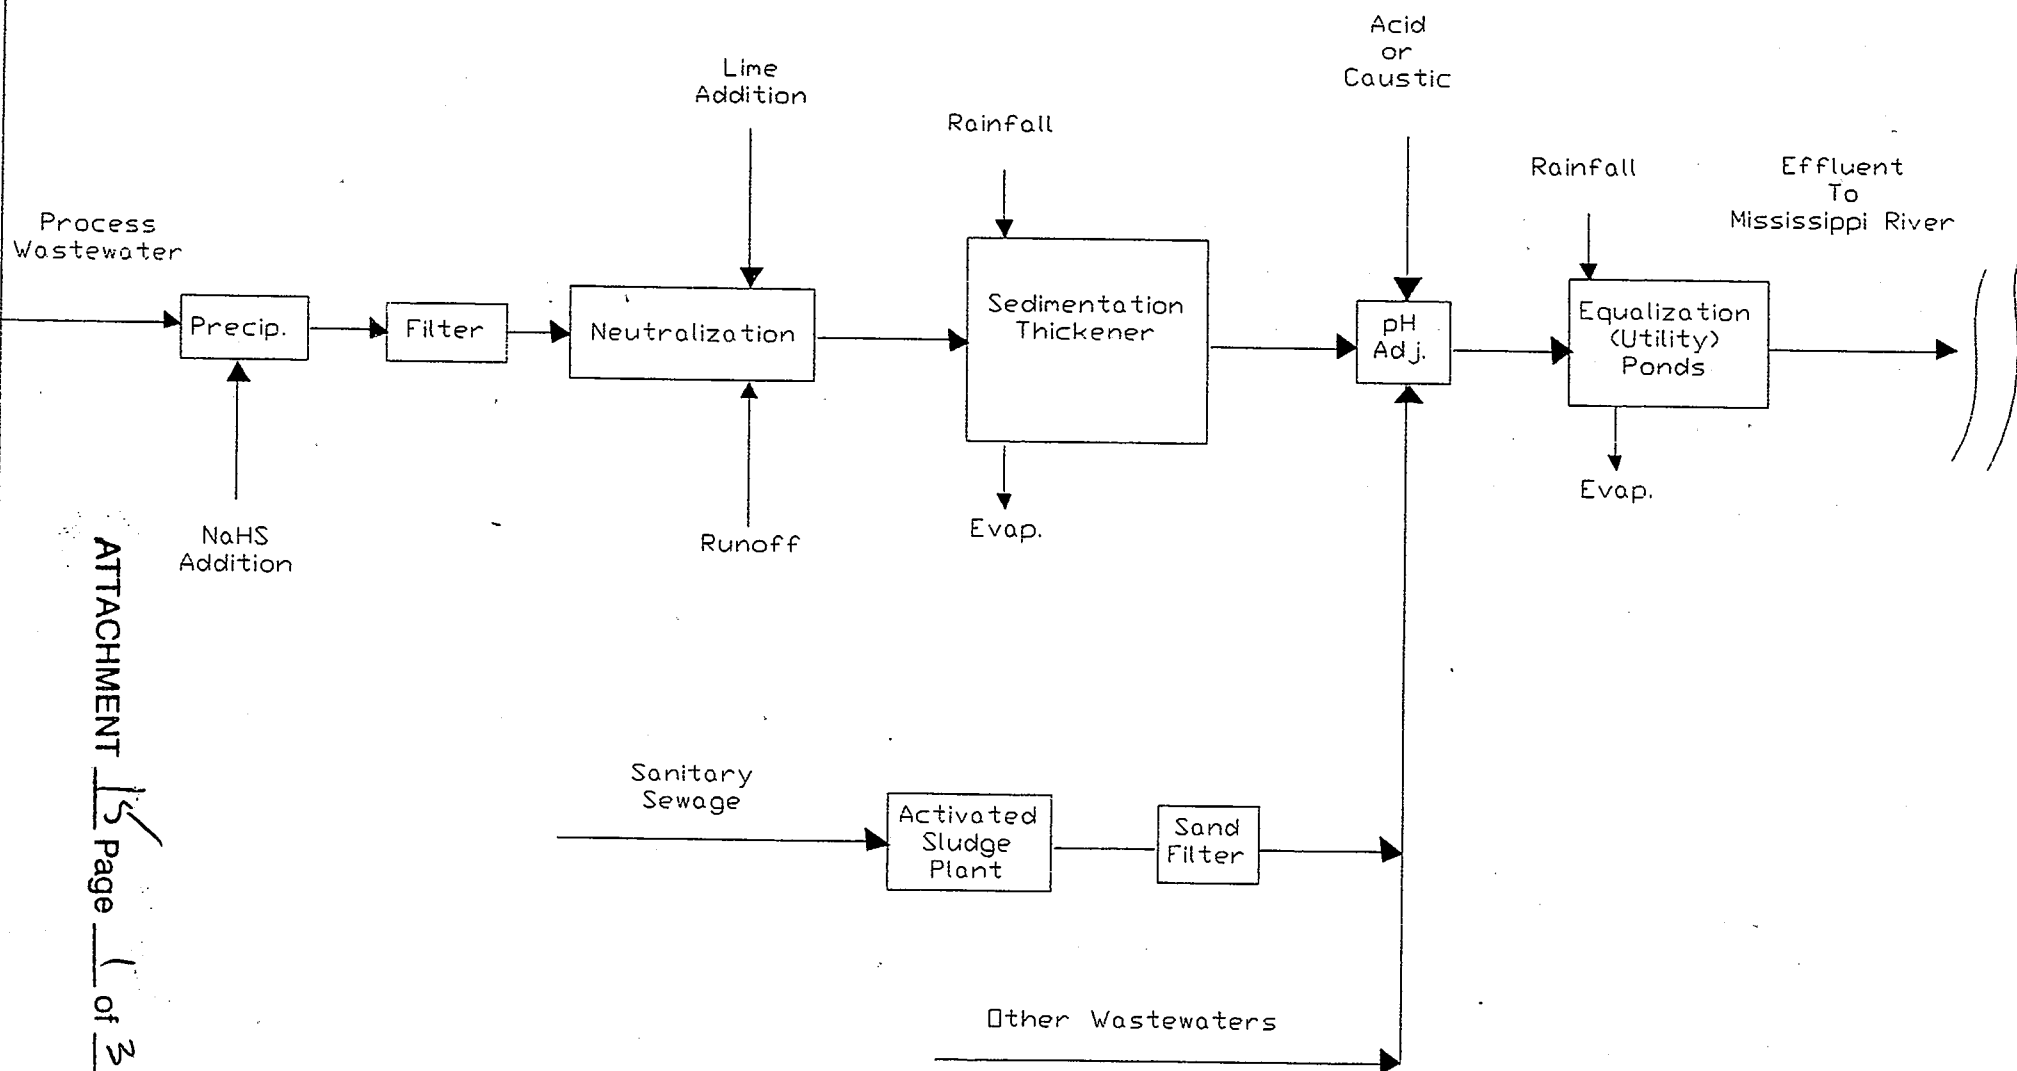 Acid
or
Caustic
Lime
Addition
Rainfall
Rainfall
Effluent
To
Mississippi River
Process
Wastewater
Precip.
Filter
Neutralization
Sedimentation
Thickener
pH
Adj.
Equalization
(Utility)
Ponds
NaHS
Addition
Runoff
Evap.
Evap.
Sanitary
Sewage
Activated
Sludge
Plant
Sand
Filter
Other Wastewaters
ATTACHMENT 15 Page 1 of 3